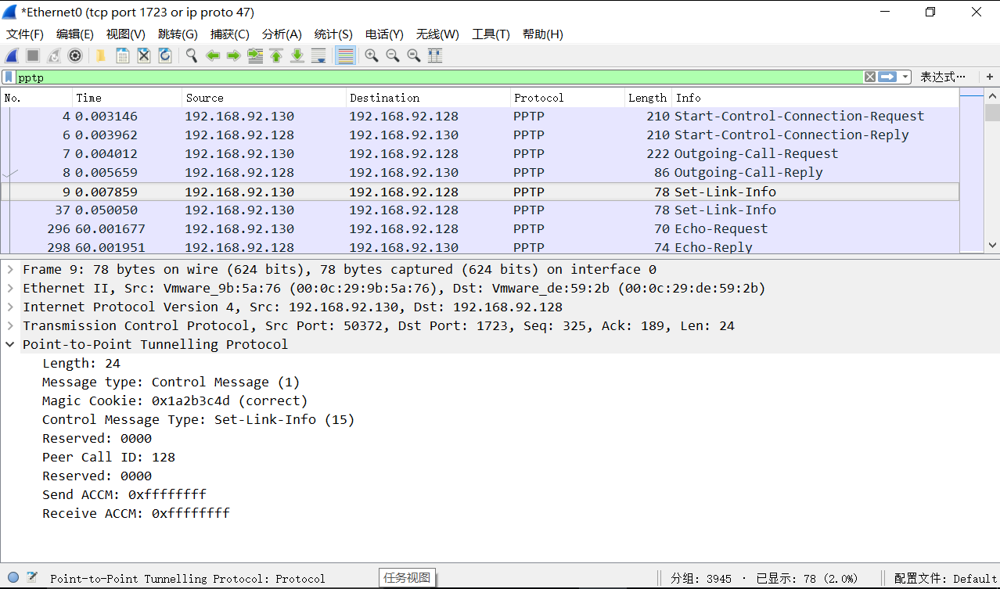 *Ethernet0 (tcp port 1723 or ip proto 47)
文件(F) 编辑(E) 视图(V) 跳转(G) 捕获(C) 分析(A) 统计(S) 电话(Y) 无线(W) 工具(T) 帮助(H)
pptp 表达式… +
No. Time Source Destination Protocol Length Info
4 0.003146 192.168.92.130 192.168.92.128 PPTP 210 Start-Control-Connection-Request
6 0.003962 192.168.92.128 192.168.92.130 PPTP 210 Start-Control-Connection-Reply
7 0.004012 192.168.92.130 192.168.92.128 PPTP 222 Outgoing-Call-Request
8 0.005659 192.168.92.128 192.168.92.130 PPTP 86 Outgoing-Call-Reply
9 0.007859 192.168.92.130 192.168.92.128 PPTP 78 Set-Link-Info
37 0.050050 192.168.92.130 192.168.92.128 PPTP 78 Set-Link-Info
296 60.001677 192.168.92.130 192.168.92.128 PPTP 70 Echo-Request
298 60.001951 192.168.92.128 192.168.92.130 PPTP 74 Echo-Reply
Frame 9: 78 bytes on wire (624 bits), 78 bytes captured (624 bits) on interface 0
Ethernet II, Src: Vmware_9b:5a:76 (00:0c:29:9b:5a:76), Dst: Vmware_de:59:2b (00:0c:29:de:59:2b)
Internet Protocol Version 4, Src: 192.168.92.130, Dst: 192.168.92.128
Transmission Control Protocol, Src Port: 50372, Dst Port: 1723, Seq: 325, Ack: 189, Len: 24
Point-to-Point Tunnelling Protocol
Length: 24
Message type: Control Message (1)
Magic Cookie: 0x1a2b3c4d (correct)
Control Message Type: Set-Link-Info (15)
Reserved: 0000
Peer Call ID: 128
Reserved: 0000
Send ACCM: 0xffffffff
Receive ACCM: 0xffffffff
Point-to-Point Tunnelling Protocol: Protocol 任务视图 分组: 3945 · 已显示: 78 (2.0%) 配置文件: Default